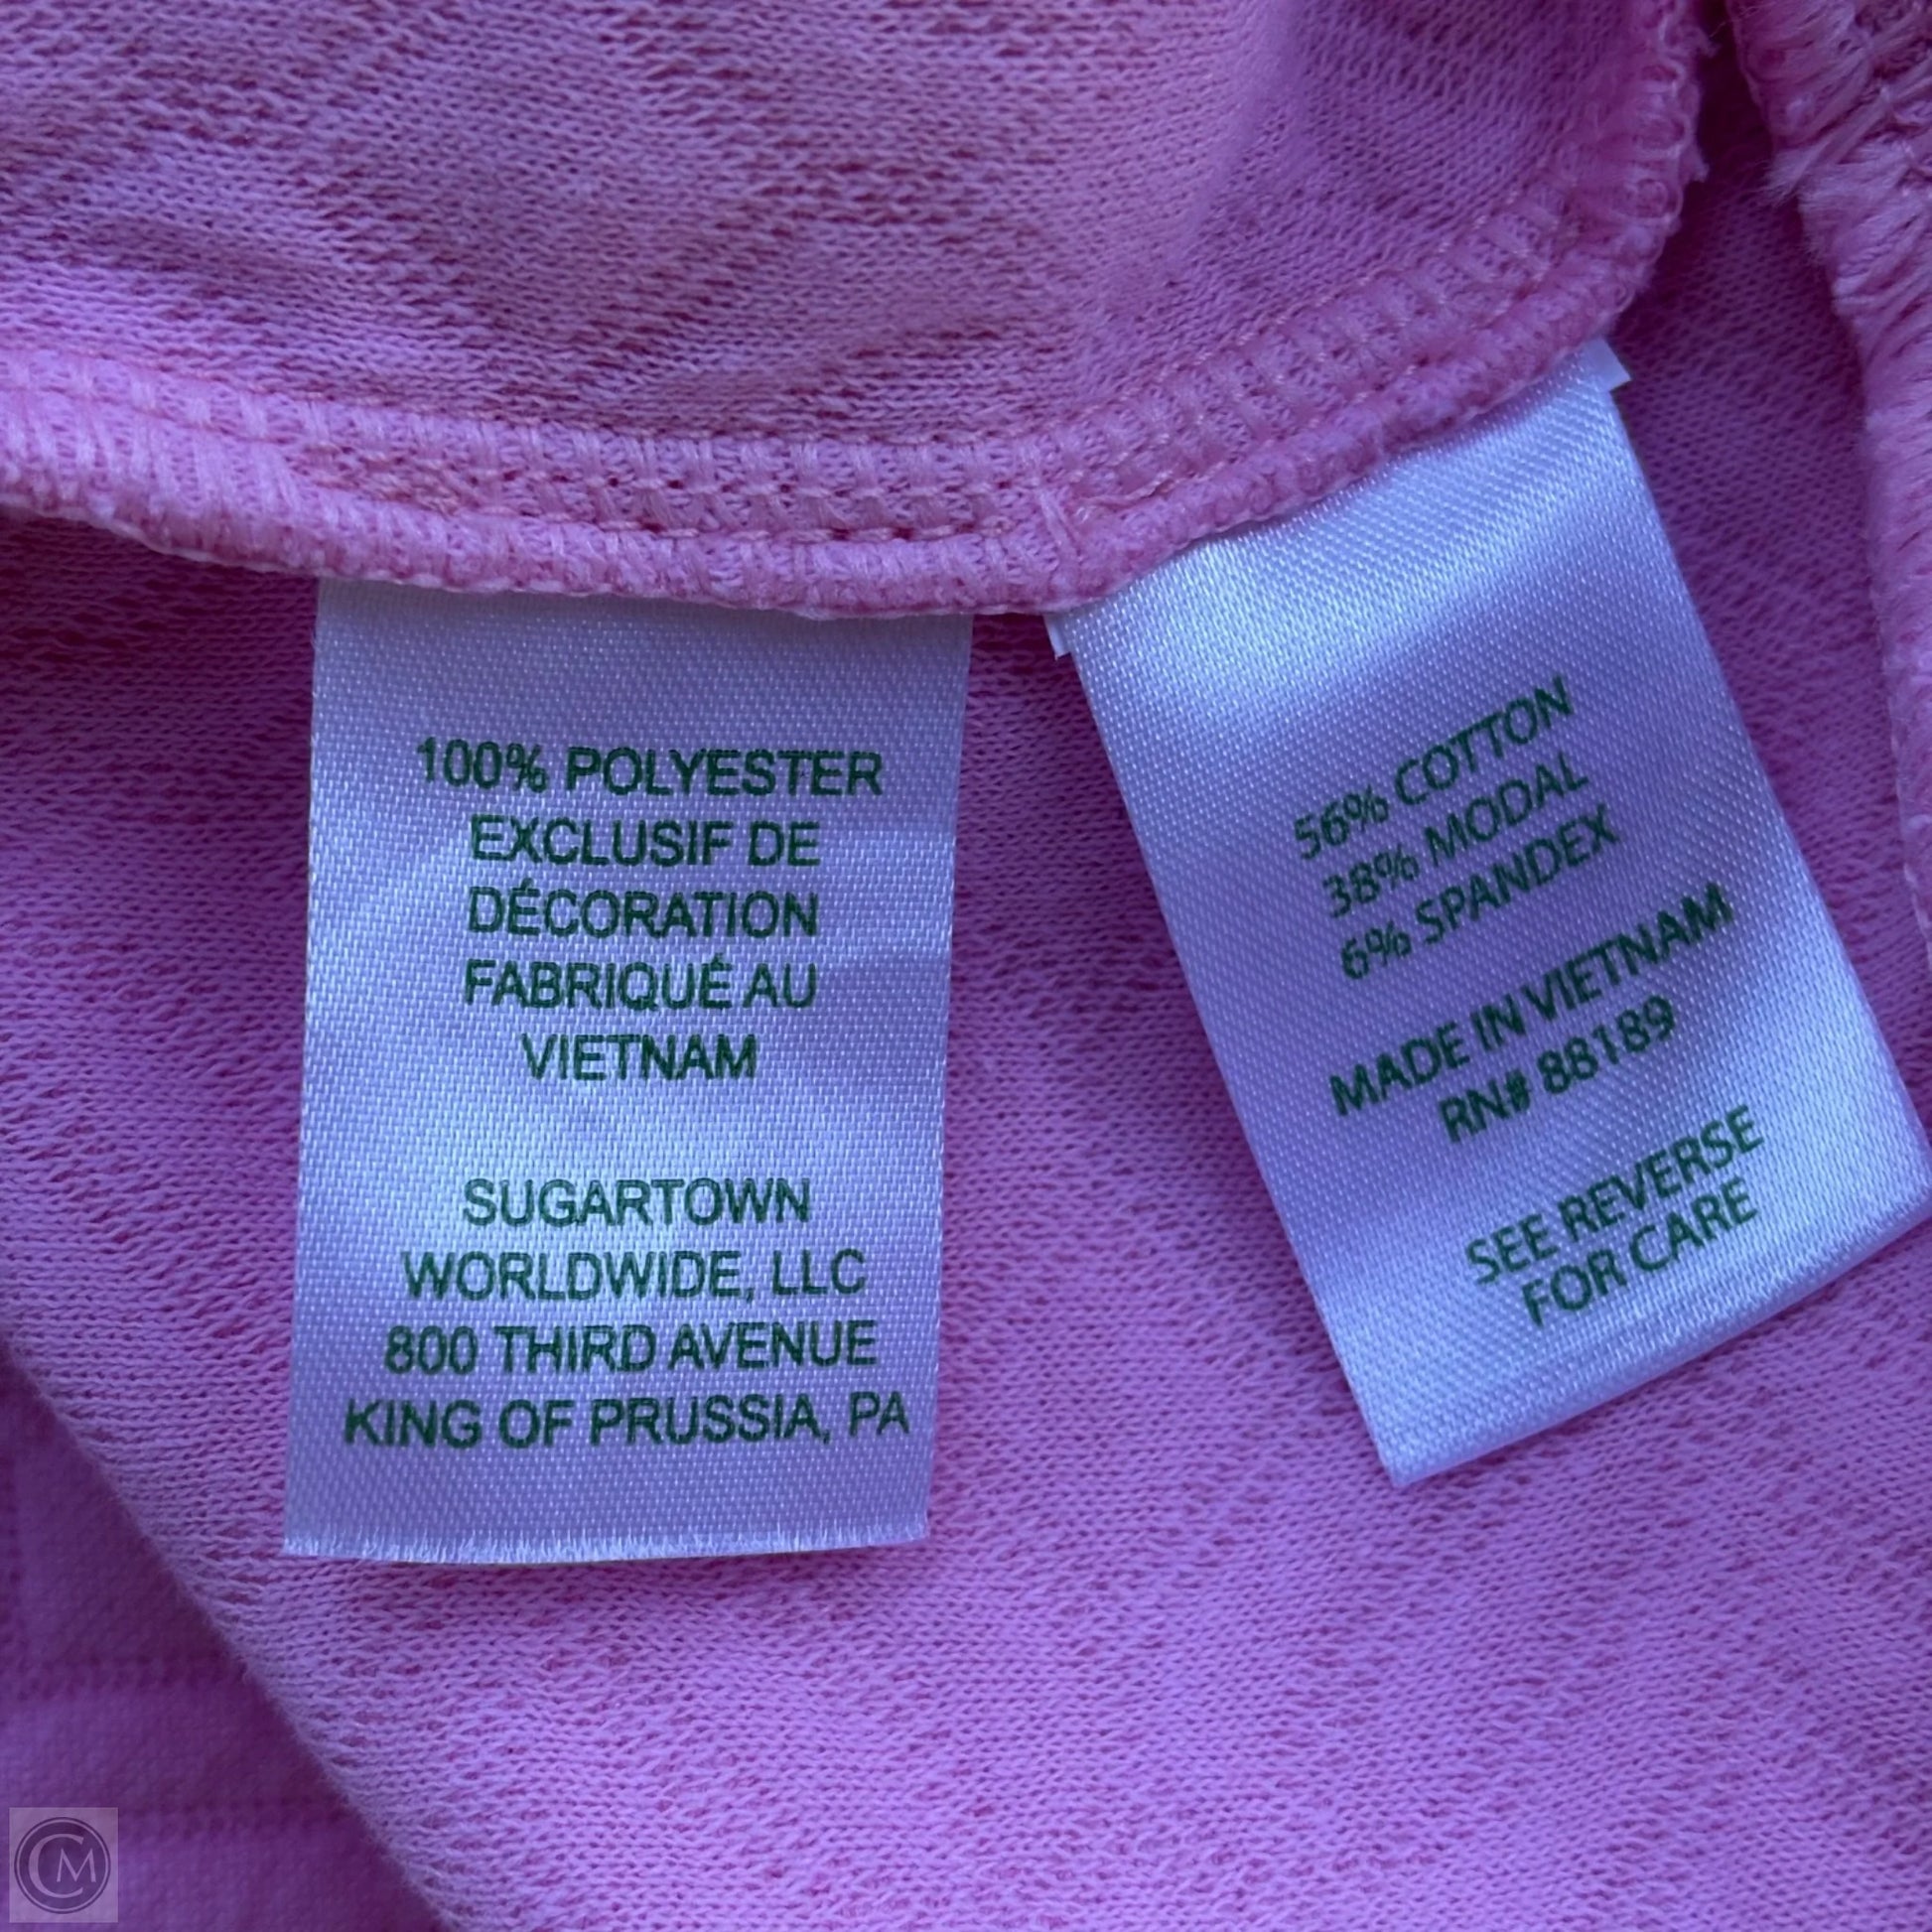 100% POLYESTER
EXCLUSIF DE
DÉCORATION
FABRIQUÉ AU
VIETNAM
SUGARTOWN
WORLDWIDE, LLC
800 THIRD AVENUE
KING OF PRUSSIA, PA
56% COTTON
38% MODAL
6% SPANDEX
MADE IN VIETNAM
RN# 88189
SEE REVERSE
FOR CARE
CM